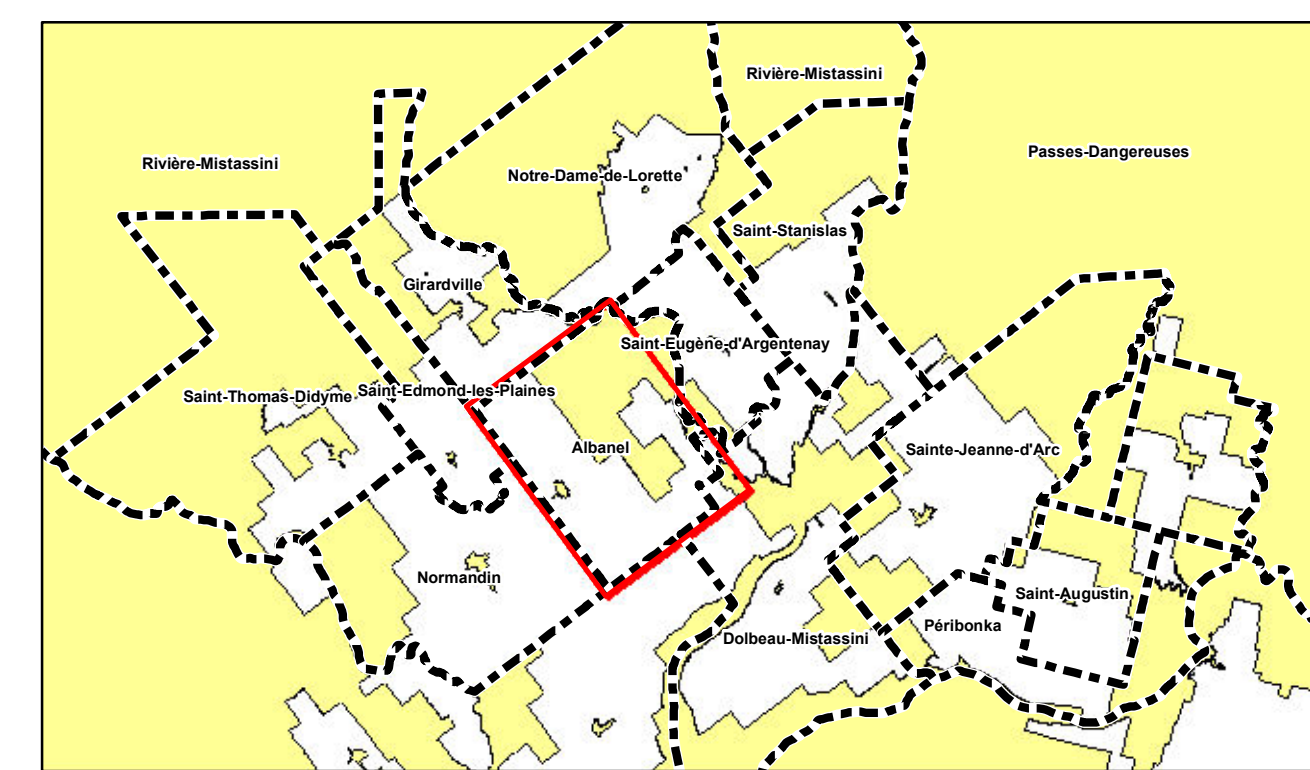 Rivière-Mistassini
Passes-Dangereuses
Rivière-Mistassini
Notre-Dame-de-Lorette
Saint-Stanislas
Girardville
Saint-Eugène-d'Argentenay
Saint-Edmond-les-Plaines
Saint-Thomas-Didyme
Albanel
Sainte-Jeanne-d'Arc
Normandin
Saint-Augustin
Péribonka
Dolbeau-Mistassini